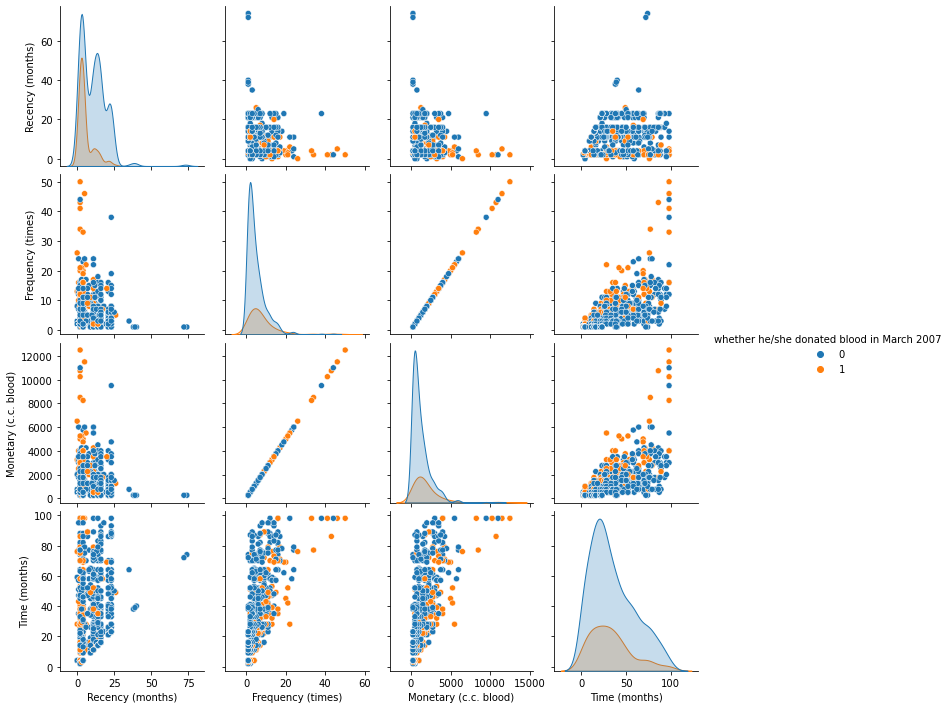 Recency (months)
60
40
20
0
Frequency (times)
50
40
30
20
10
0
whether he/she donated blood in March 2007
0
1
Monetary (c.c. blood)
12000
10000
8000
6000
4000
2000
0
Time (months)
100
80
60
40
20
0
0 25 50 75
0 20 40 60
0 5000 10000 15000
0 50 100
Recency (months)
Frequency (times)
Monetary (c.c. blood)
Time (months)